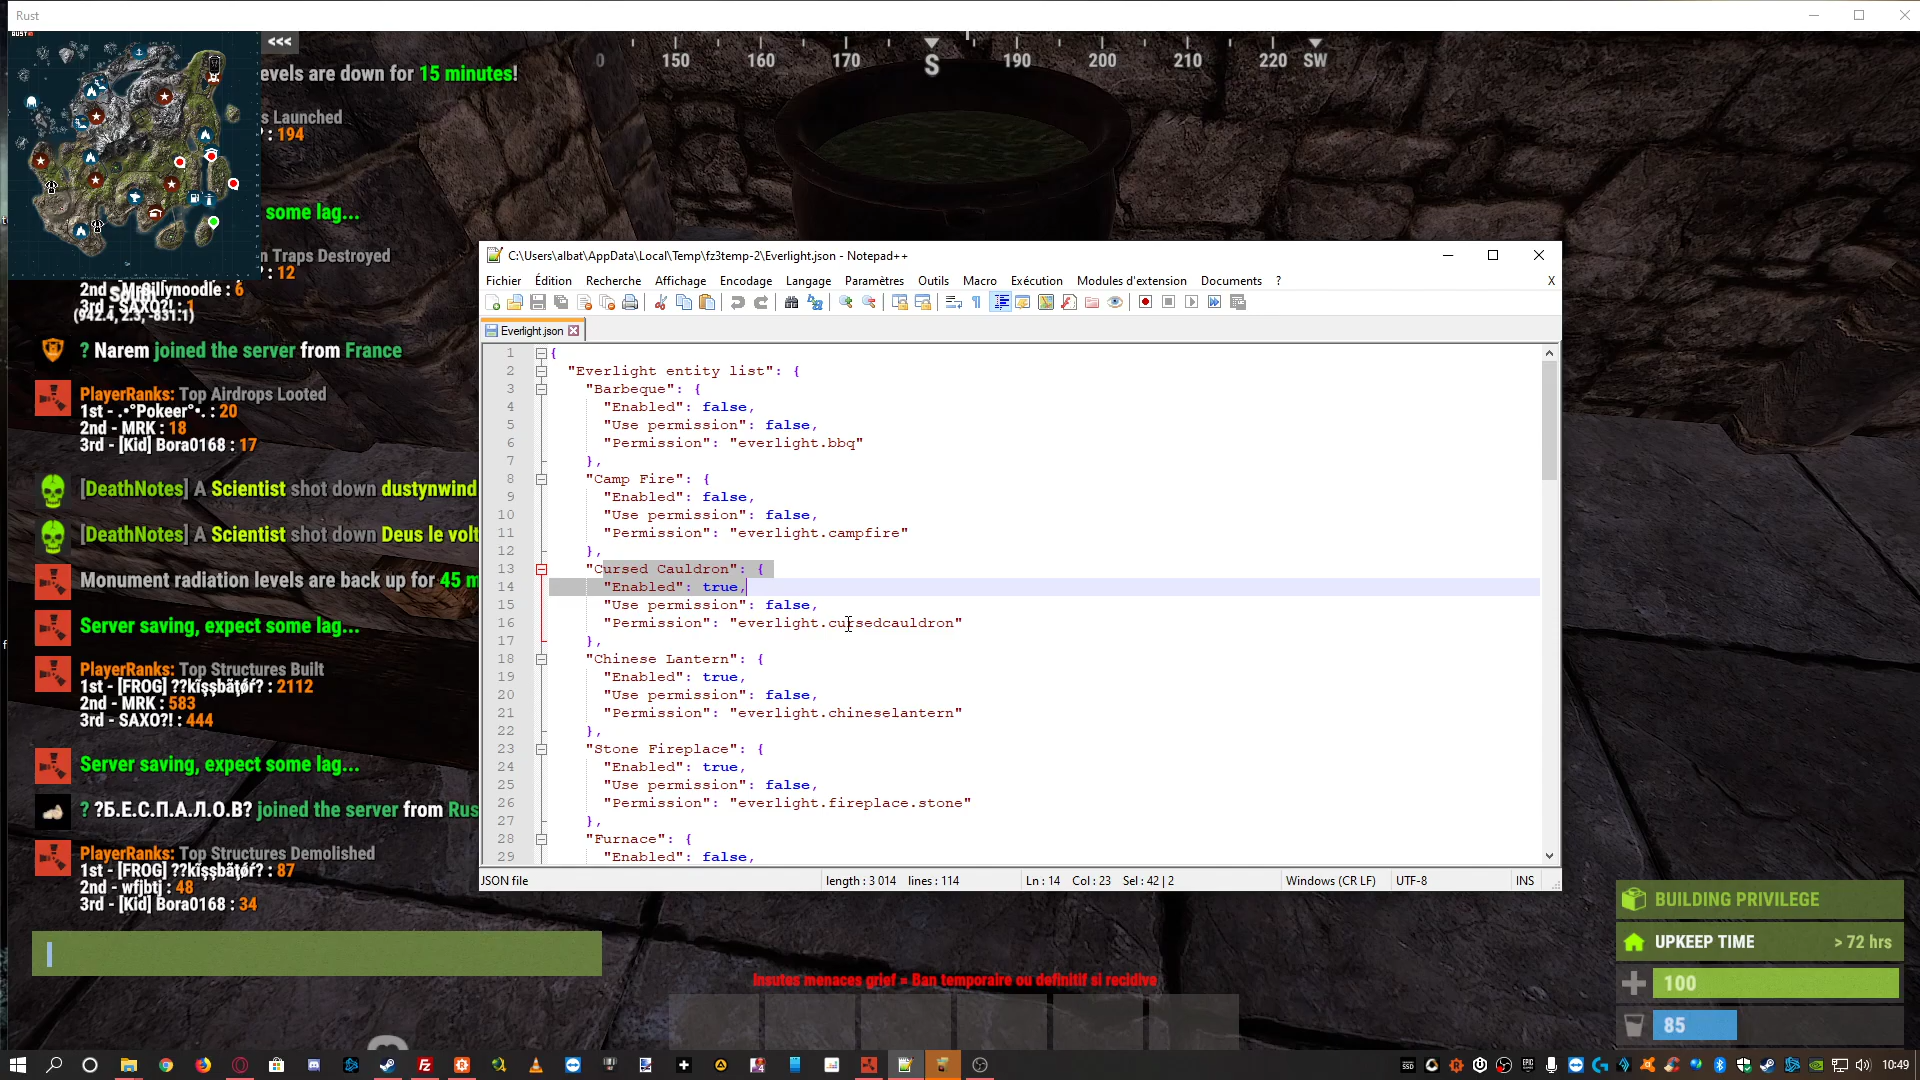 Rust
<<<
0 150 160 170 S 190 200 210 220 SW
evels are down for 15 minutes!
s Launched
: 194
some lag...
n Traps Destroyed
: 12
2nd - MrSillynoodle : 6
3rd - SAXO?! : 1
(942.4, 2.3, -831.1)
? Narem joined the server from France
PlayerRanks: Top Airdrops Looted
1st - .•°Pokeer°•. : 20
2nd - MRK : 18
3rd - [Kid] Bora0168 : 17
[DeathNotes] A Scientist shot down dustynwind
[DeathNotes] A Scientist shot down Deus le volt
Monument radiation levels are back up for 45 m
Server saving, expect some lag...
PlayerRanks: Top Structures Built
1st - [FROG] ??kĩşşbãţøŕ? : 2112
2nd - MRK : 583
3rd - SAXO?! : 444
Server saving, expect some lag...
? ?Б.Е.С.П.А.Л.О.В? joined the server from Rus
PlayerRanks: Top Structures Demolished
1st - [FROG] ??kĩşşbãţøŕ? : 87
2nd - wfjbtj : 48
3rd - [Kid] Bora0168 : 34
C:\Users\albat\AppData\Local\Temp\fz3temp-2\Everlight.json - Notepad++
Fichier Édition Recherche Affichage Encodage Langage Paramètres Outils Macro Exécution Modules d'extension Documents ? X
Everlight.json
1 {
2 "Everlight entity list": {
3 "Barbeque": {
4 "Enabled": false,
5 "Use permission": false,
6 "Permission": "everlight.bbq"
7 },
8 "Camp Fire": {
9 "Enabled": false,
10 "Use permission": false,
11 "Permission": "everlight.campfire"
12 },
13 "Cursed Cauldron": {
14 "Enabled": true,
15 "Use permission": false,
16 "Permission": "everlight.cursedcauldron"
17 },
18 "Chinese Lantern": {
19 "Enabled": true,
20 "Use permission": false,
21 "Permission": "everlight.chineselantern"
22 },
23 "Stone Fireplace": {
24 "Enabled": true,
25 "Use permission": false,
26 "Permission": "everlight.fireplace.stone"
27 },
28 "Furnace": {
29 "Enabled": false,
JSON file length : 3 014 lines : 114 Ln : 14 Col : 23 Sel : 42 | 2 Windows (CR LF) UTF-8 INS
Insutes menaces grief = Ban temporaire ou definitif si recidive
BUILDING PRIVILEGE
UPKEEP TIME > 72 hrs
100
85
10:49